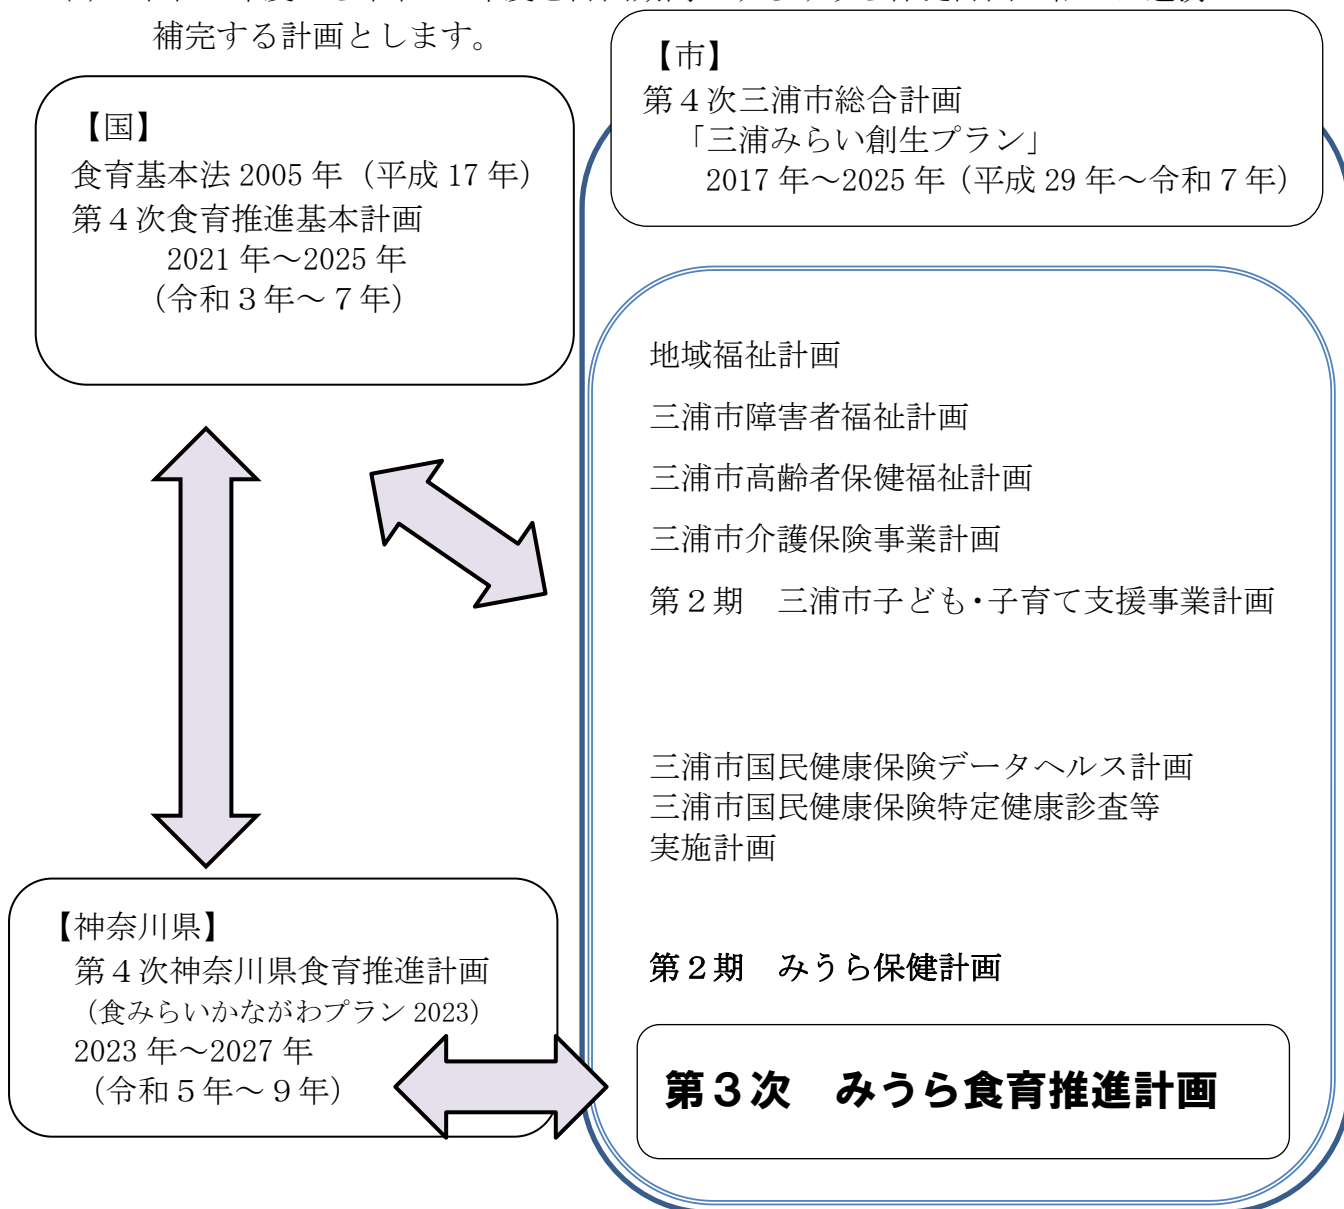 補完する計画とします。
【市】
第４次三浦市総合計画
「三浦みらい創生プラン」
2017 年～2025 年（平成 29 年～令和７年）
【国】
食育基本法 2005 年（平成 17 年）
第４次食育推進基本計画
2021 年～2025 年
（令和３年～７年）
地域福祉計画
三浦市障害者福祉計画
三浦市高齢者保健福祉計画
三浦市介護保険事業計画
第２期　三浦市子ども・子育て支援事業計画
三浦市国民健康保険データヘルス計画
三浦市国民健康保険特定健康診査等
実施計画
第２期　みうら保健計画
第３次　みうら食育推進計画
【神奈川県】
第４次神奈川県食育推進計画
（食みらいかながわプラン 2023）
2023 年～2027 年
（令和５年～９年）